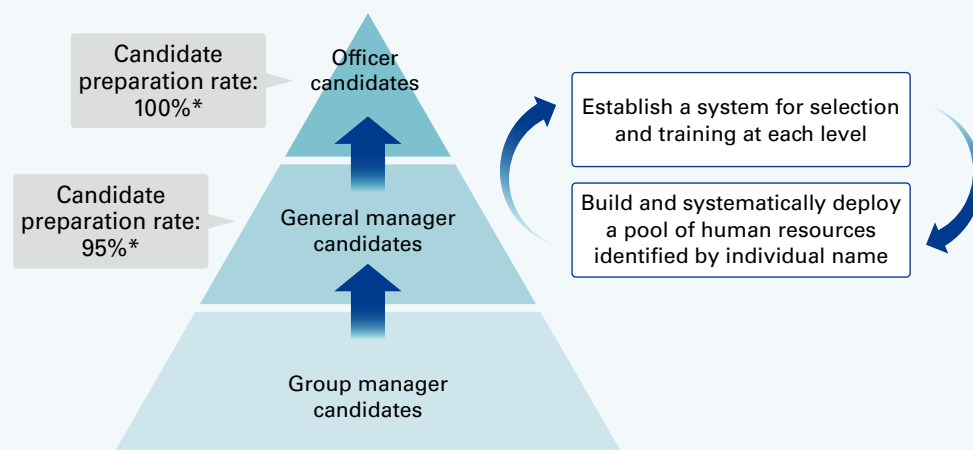 Candidate
preparation rate:
100%*
Officer
candidates
Establish a system for selection
and training at each level
Candidate
preparation rate:
95%*
General manager
candidates
Build and systematically deploy
a pool of human resources
identified by individual name
Group manager
candidates